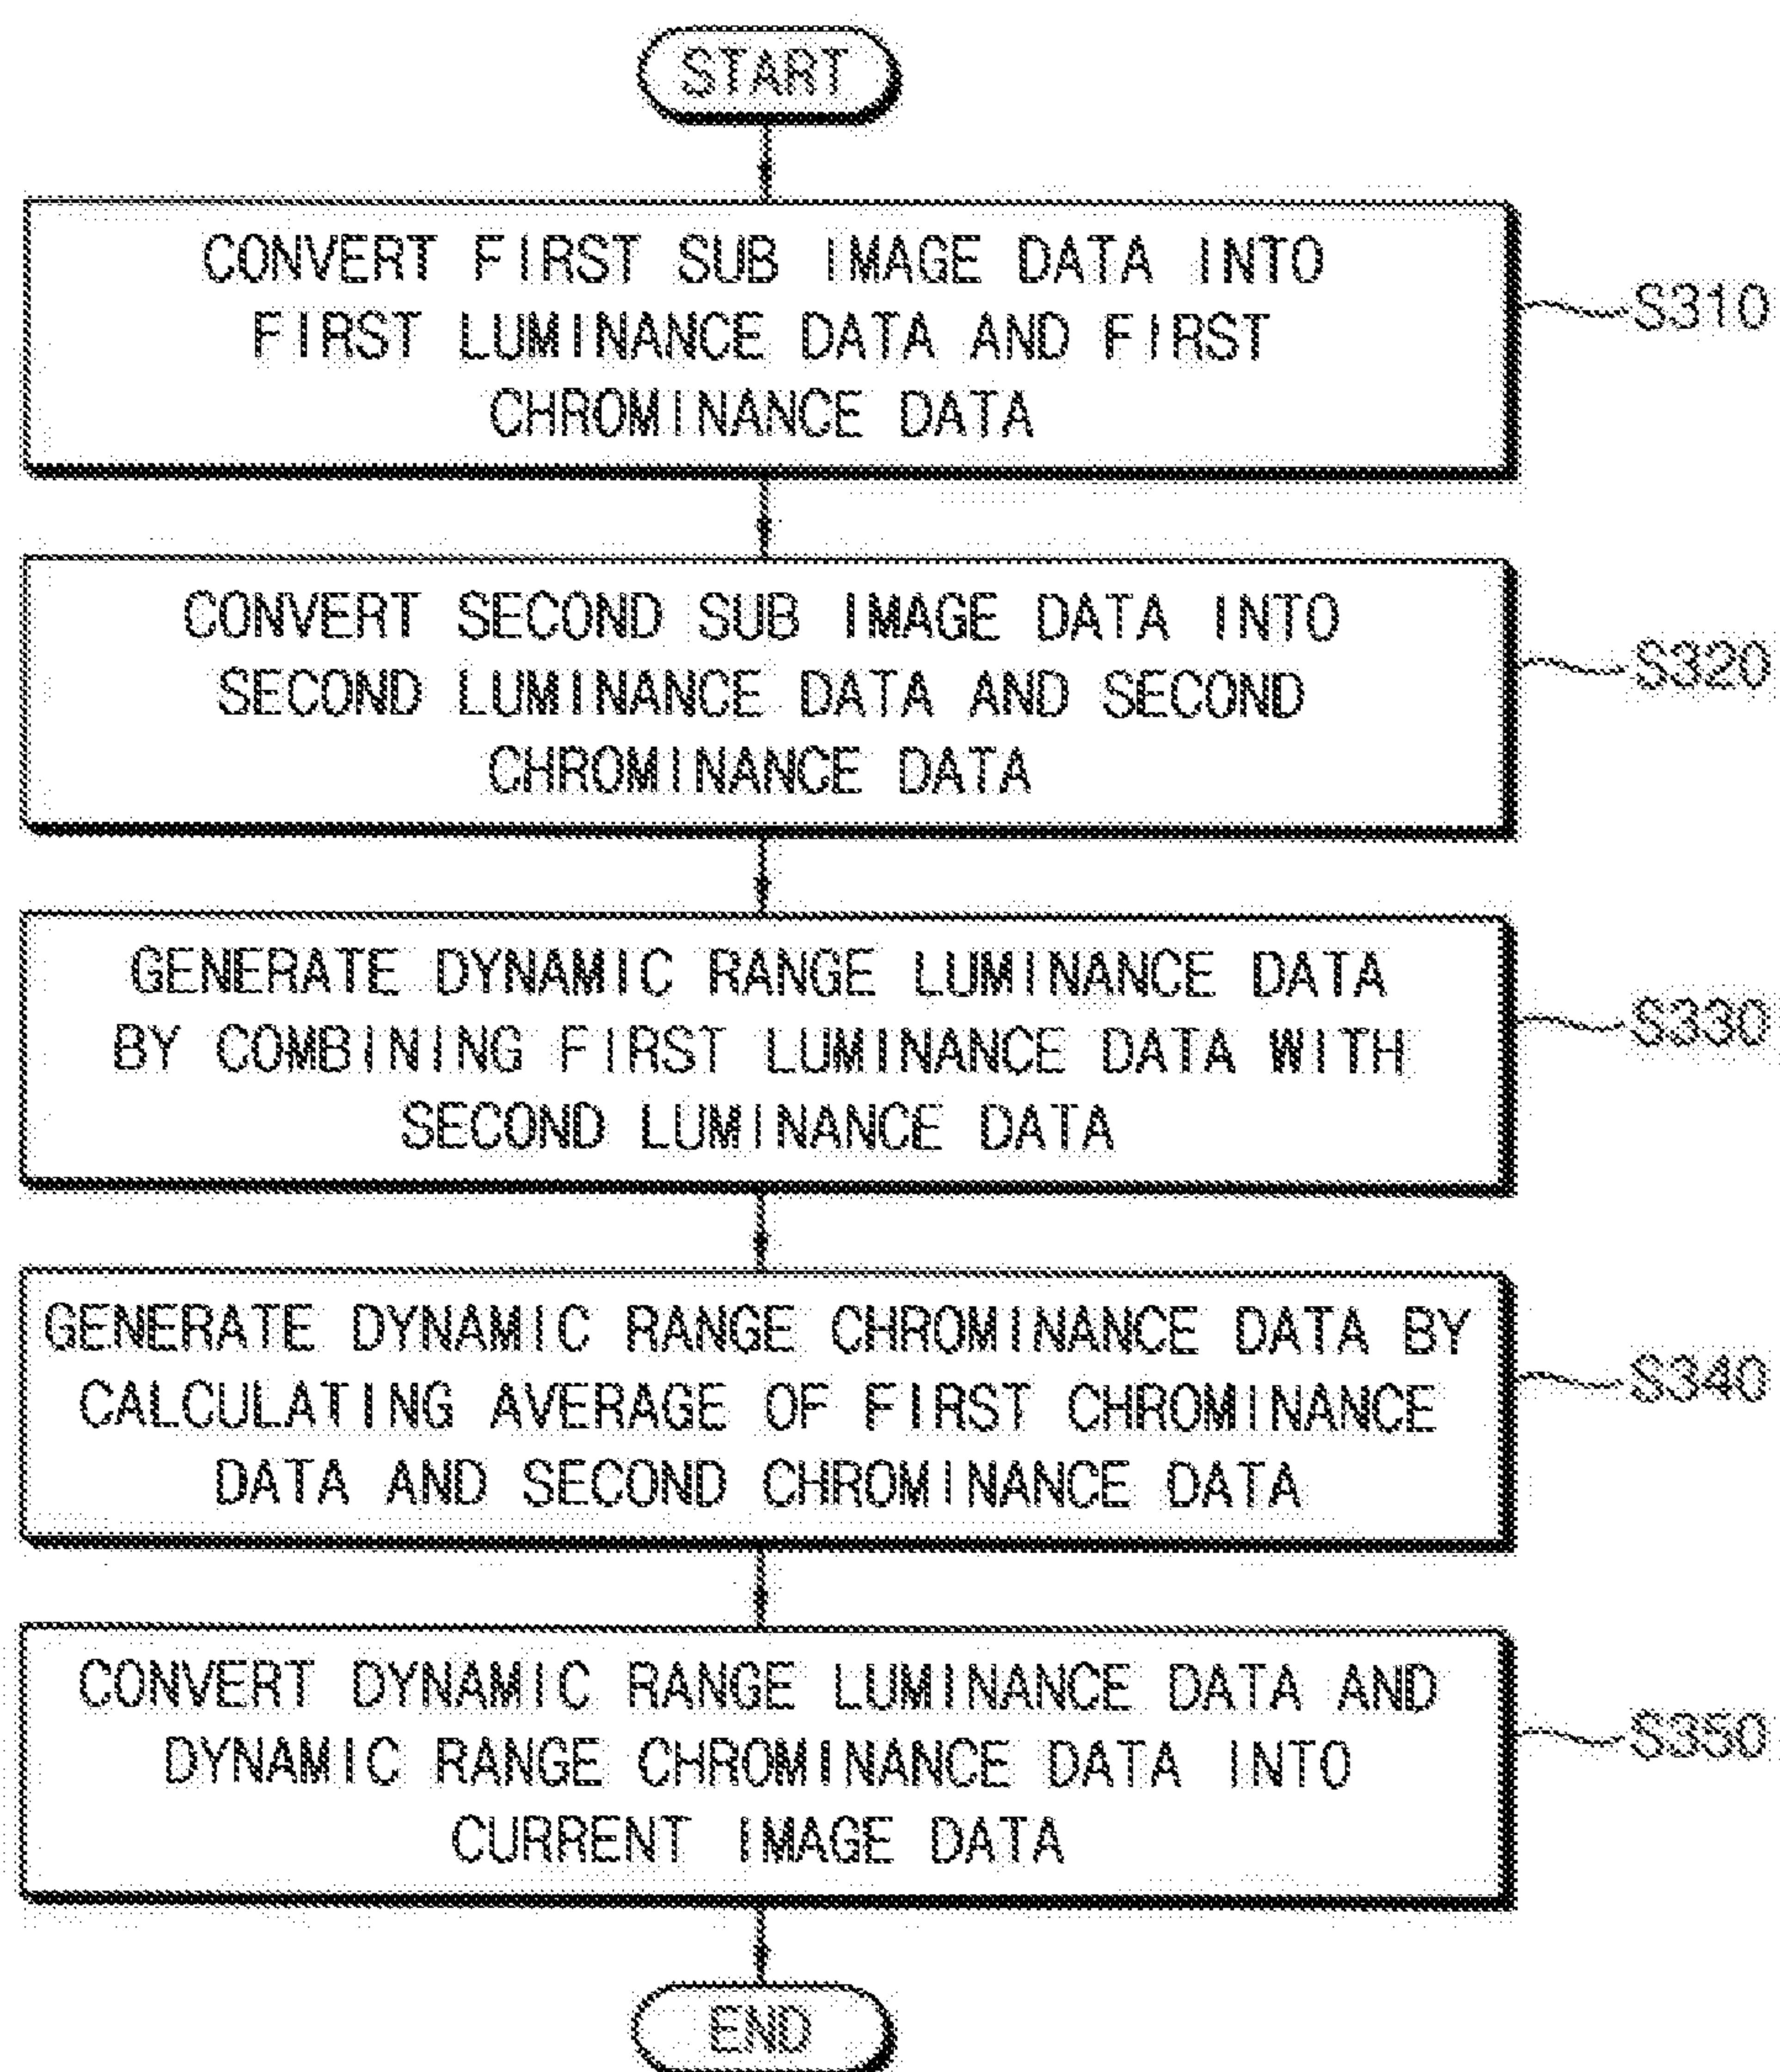 START
CONVERT FIRST SUB IMAGE DATA INTO
FIRST LUMINANCE DATA AND FIRST
CHROMINANCE DATA
S310
CONVERT SECOND SUB IMAGE DATA INTO
SECOND LUMINANCE DATA AND SECOND
CHROMINANCE DATA
S320
GENERATE DYNAMIC RANGE LUMINANCE DATA
BY COMBINING FIRST LUMINANCE DATA WITH
SECOND LUMINANCE DATA
S330
GENERATE DYNAMIC RANGE CHROMINANCE DATA BY
CALCULATING AVERAGE OF FIRST CHROMINANCE
DATA AND SECOND CHROMINANCE DATA
S340
CONVERT DYNAMIC RANGE LUMINANCE DATA AND
DYNAMIC RANGE CHROMINANCE DATA INTO
CURRENT IMAGE DATA
S350
END